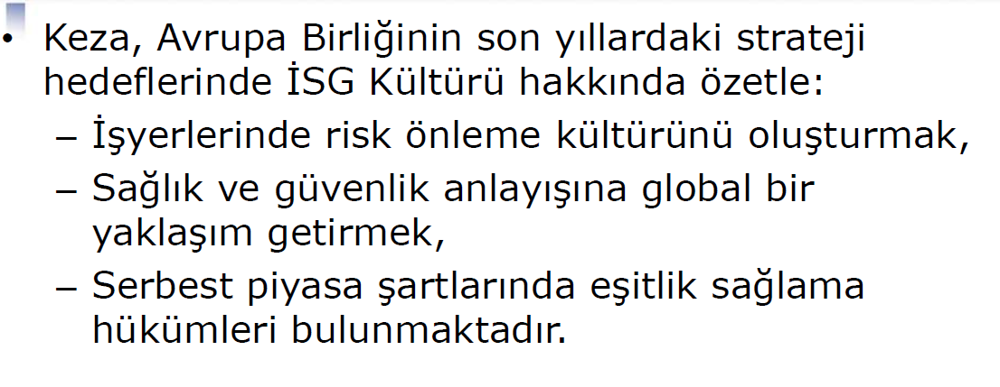 • Keza, Avrupa Birliğinin son yıllardaki strateji
hedeflerinde İSG Kültürü hakkında özetle:
– İşyerlerinde risk önleme kültürünü oluşturmak,
– Sağlık ve güvenlik anlayışına global bir
yaklaşım getirmek,
– Serbest piyasa şartlarında eşitlik sağlama
hükümleri bulunmaktadır.